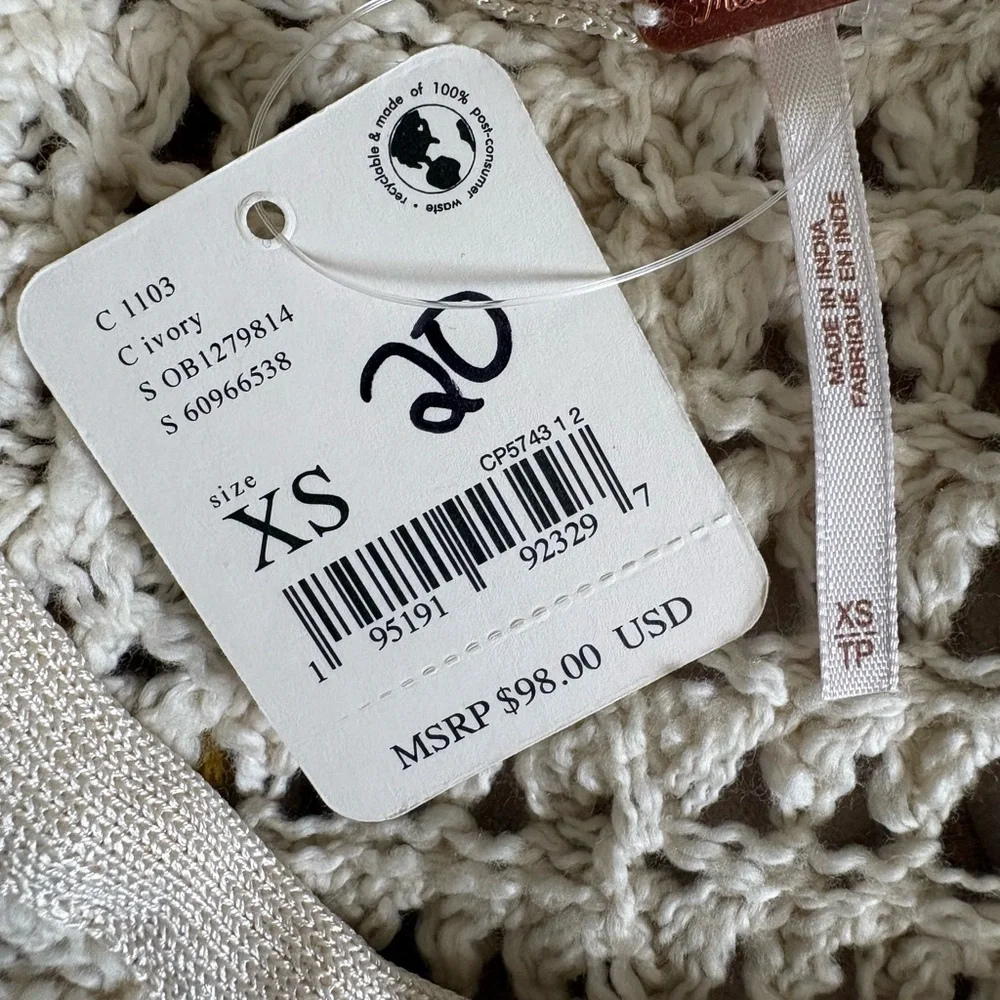 recyclable & made of 100% post-consumer waste •
C 1103
C ivory
S OB1279814
S 60966538
20
size
XS
CP5743 1 2
1 95191 92329 7
MSRP $98.00 USD
MADE IN INDIA
FABRIQUE EN INDE
XS
TP